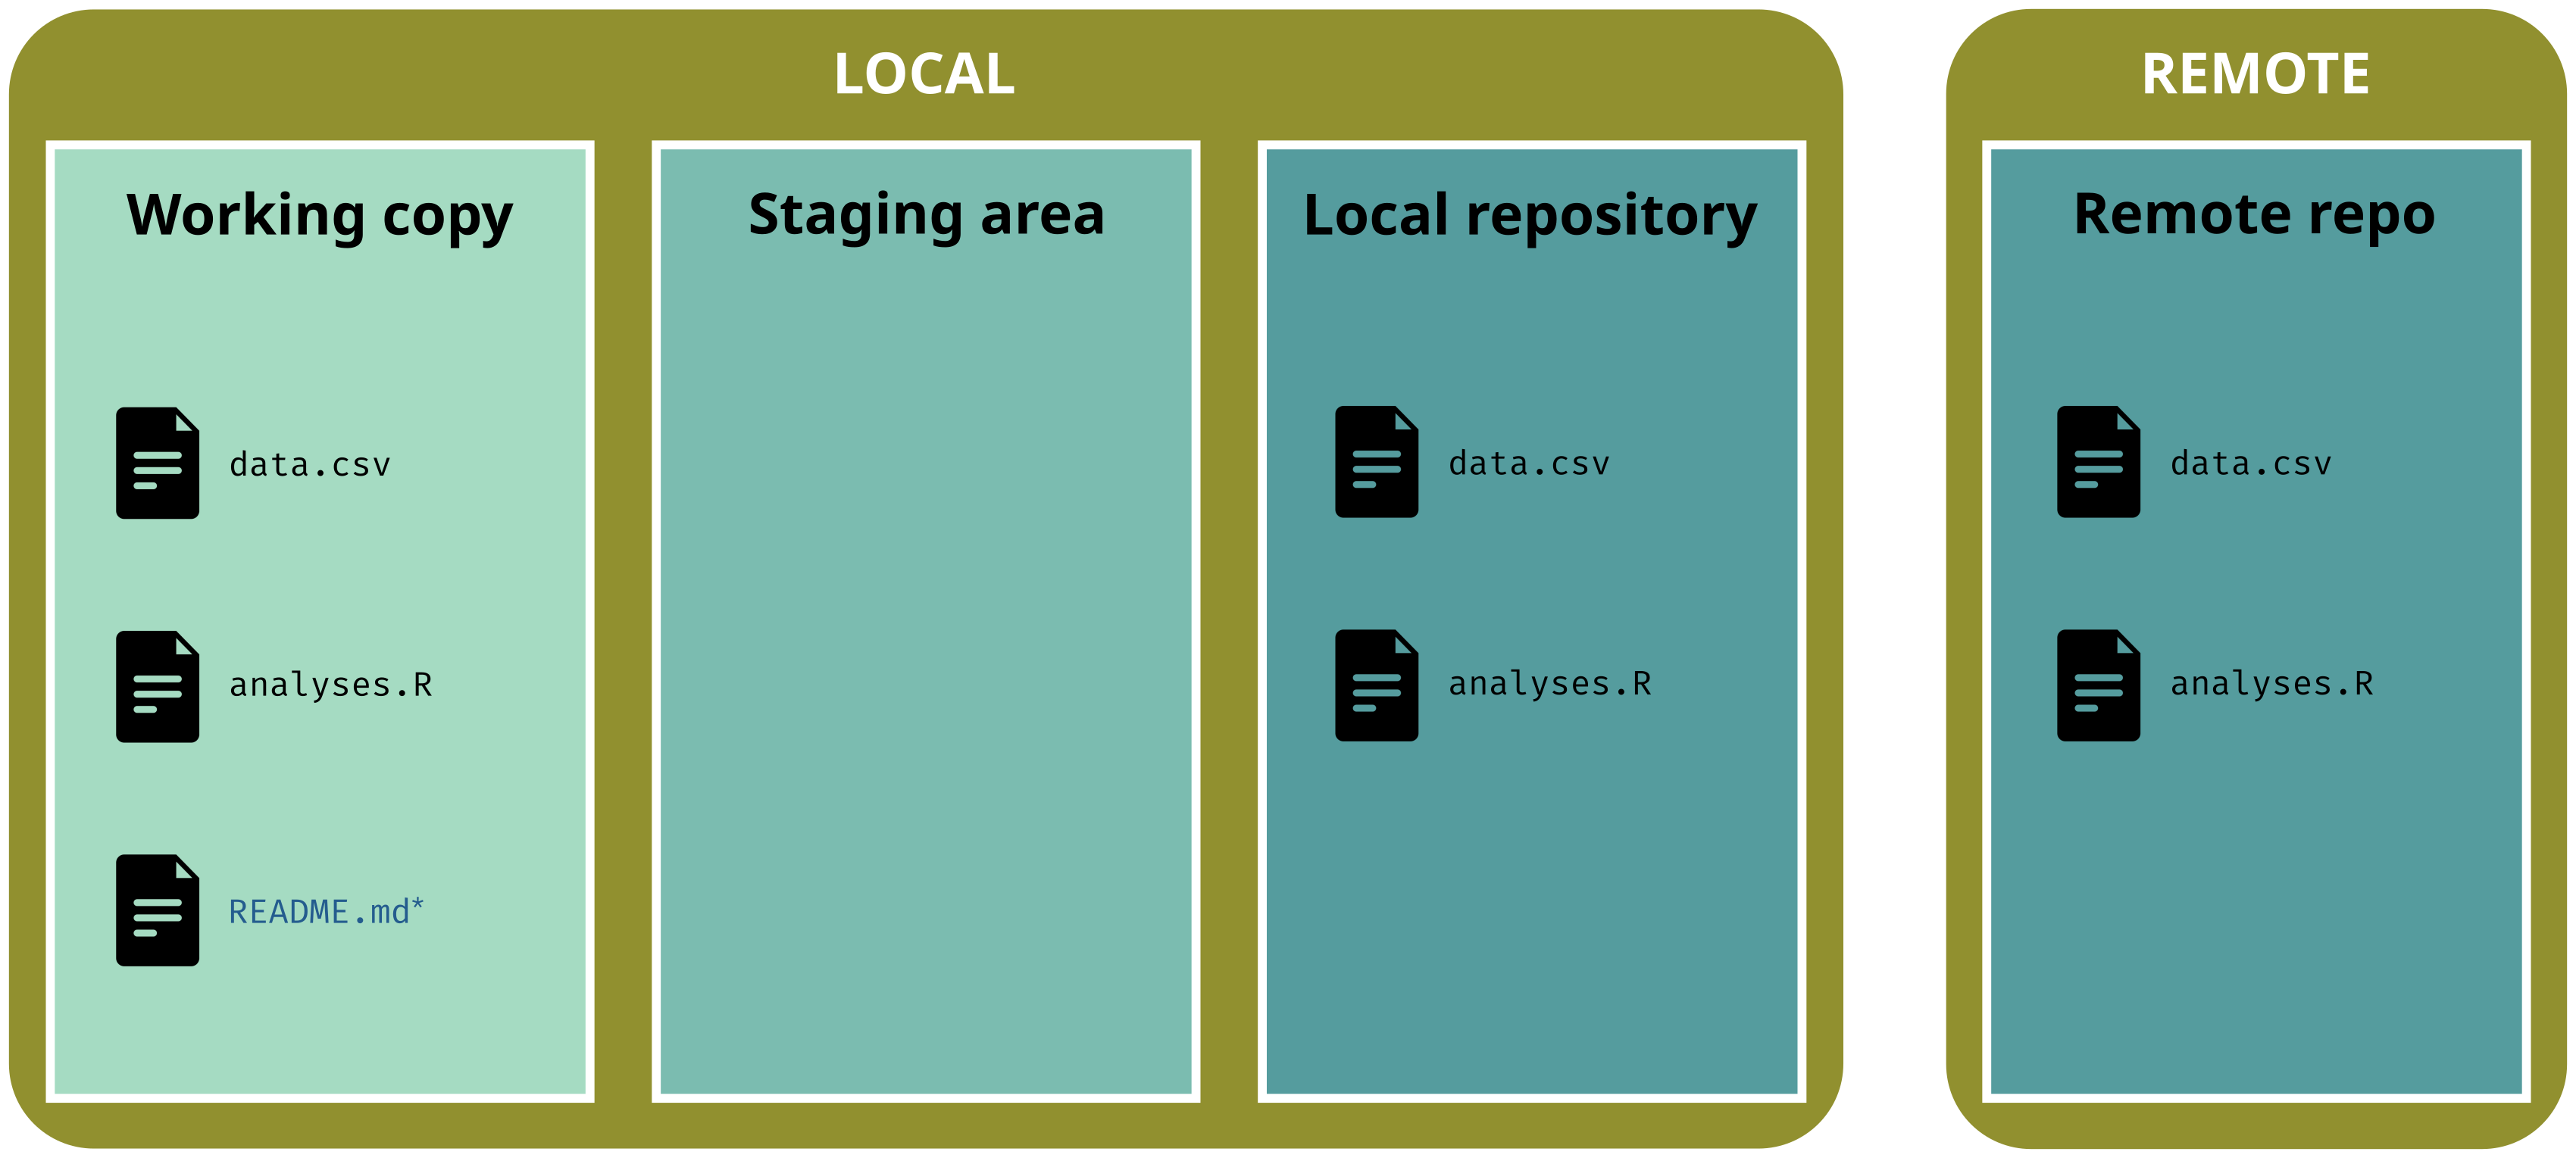 LOCAL
REMOTE
Working copy
data.csv
analyses.R
README.md*
Staging area
Local repository
data.csv
analyses.R
Remote repo
data.csv
analyses.R